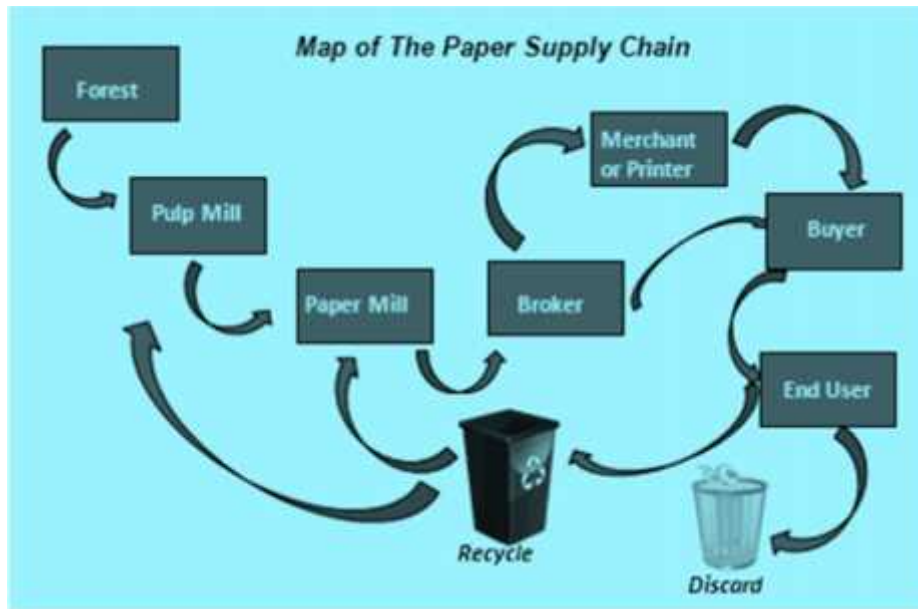 Map of The Paper Supply Chain
Forest
Merchant
or Printer
Pulp Mill
Buyer
Paper Mill
Broker
End User
Recycle
Discard